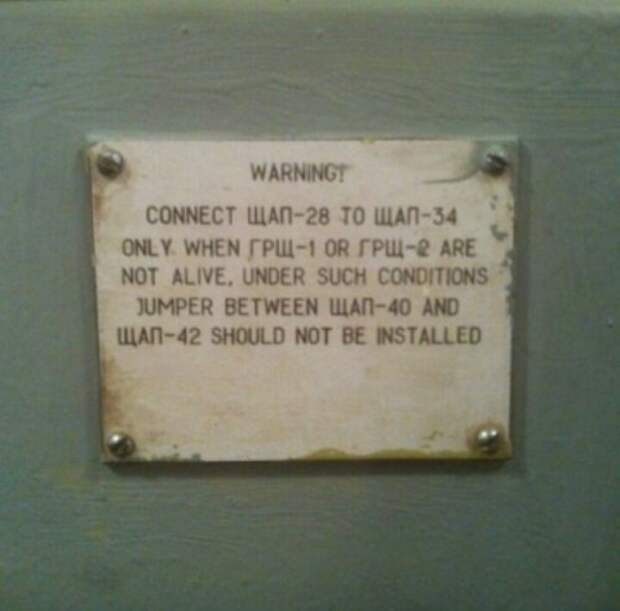 WARNING!
CONNECT ЩАП-28 TO ЩАП-34
ONLY WHEN ГРЩ-1 OR ГРЩ-2 ARE
NOT ALIVE, UNDER SUCH CONDITIONS
JUMPER BETWEEN ЩАП-40 AND
ЩАП-42 SHOULD NOT BE INSTALLED